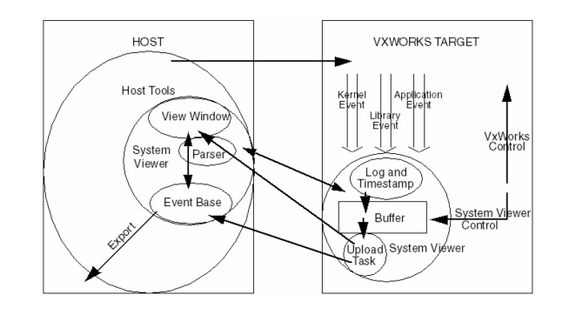 HOST
VXWORKS TARGET
Host Tools
View Window
System
Viewer
Parser
Event Base
Export
Kernel
Event
Library
Event
Application
Event
VxWorks
Control
Log and
Timestamp
Buffer
System Viewer
Control
Upload
Task
System Viewer